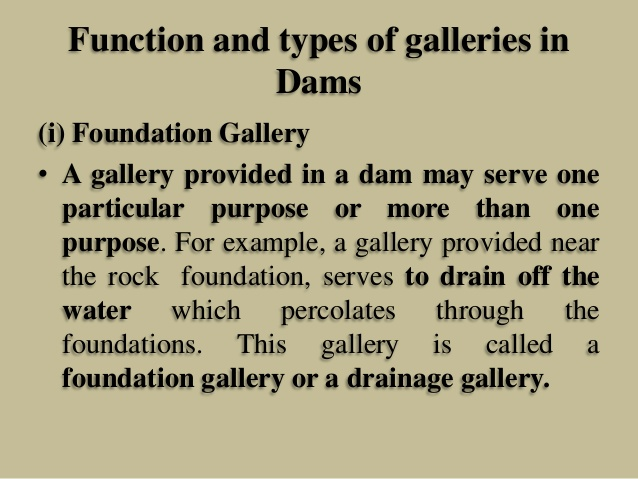 Function and types of galleries in
Dams
(i) Foundation Gallery
• A gallery provided in a dam may serve one
particular purpose or more than one
purpose. For example, a gallery provided near
the rock foundation, serves to drain off the
water which percolates through the
foundations. This gallery is called a
foundation gallery or a drainage gallery.